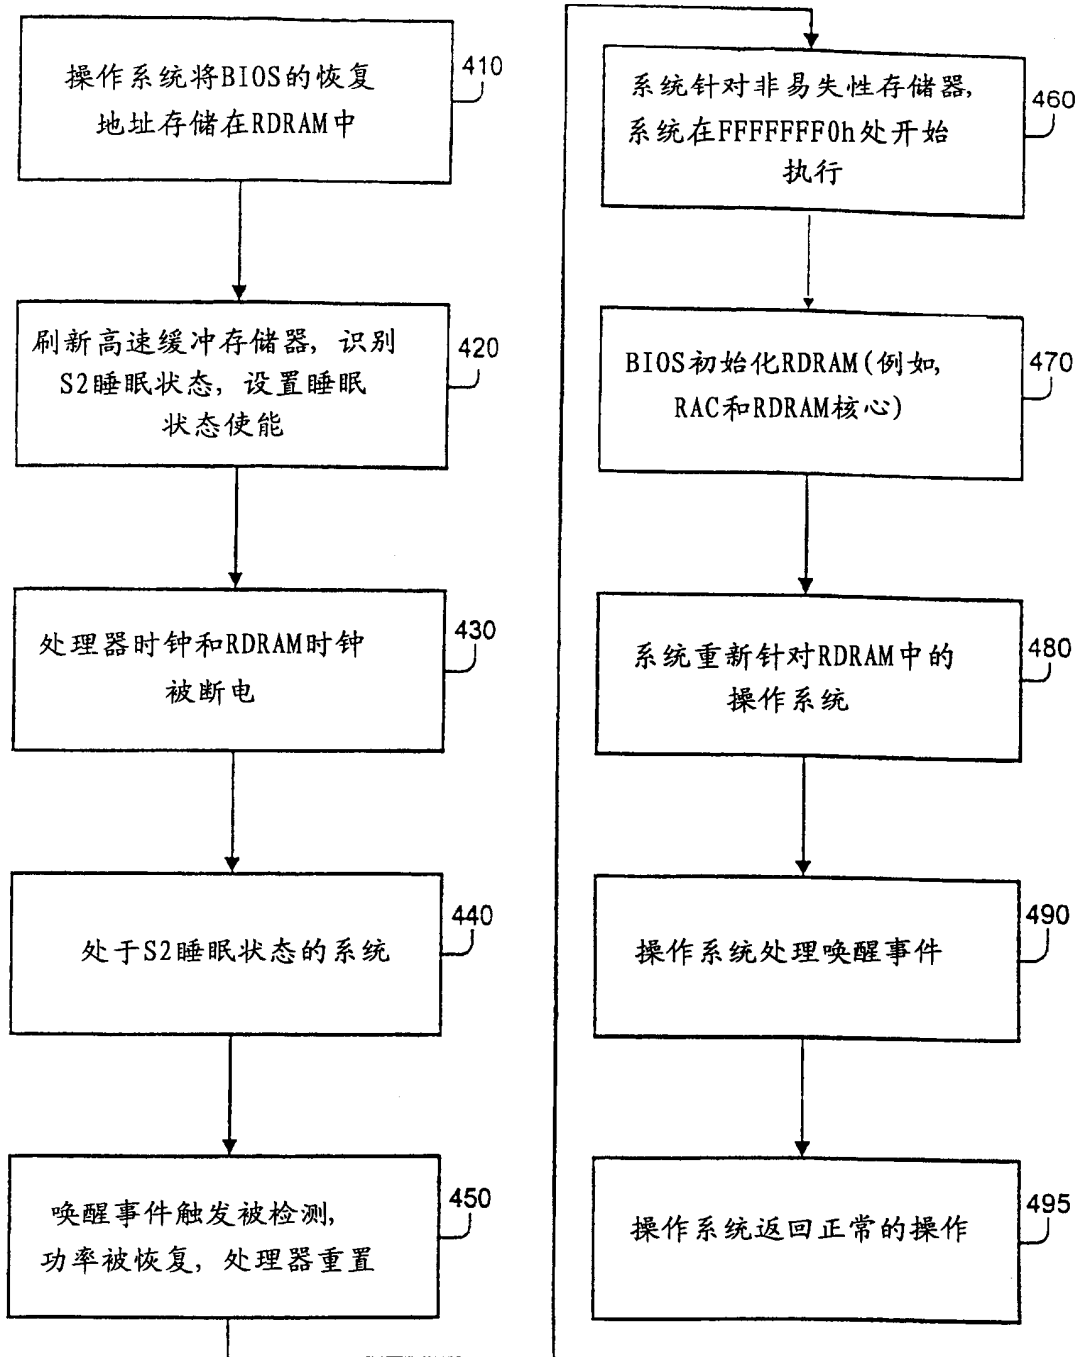 操作系统将BIOS的恢复
地址存储在RDRAM中
410
刷新高速缓冲存储器, 识别
S2睡眠状态, 设置睡眠
状态使能
420
处理器时钟和RDRAM时钟
被断电
430
处于S2睡眠状态的系统
440
唤醒事件触发被检测,
功率被恢复, 处理器重置
450
系统针对非易失性存储器,
系统在FFFFFFF0h处开始
执行
460
BIOS初始化RDRAM(例如,
RAC和RDRAM核心)
470
系统重新针对RDRAM中的
操作系统
480
操作系统处理唤醒事件
490
操作系统返回正常的操作
495